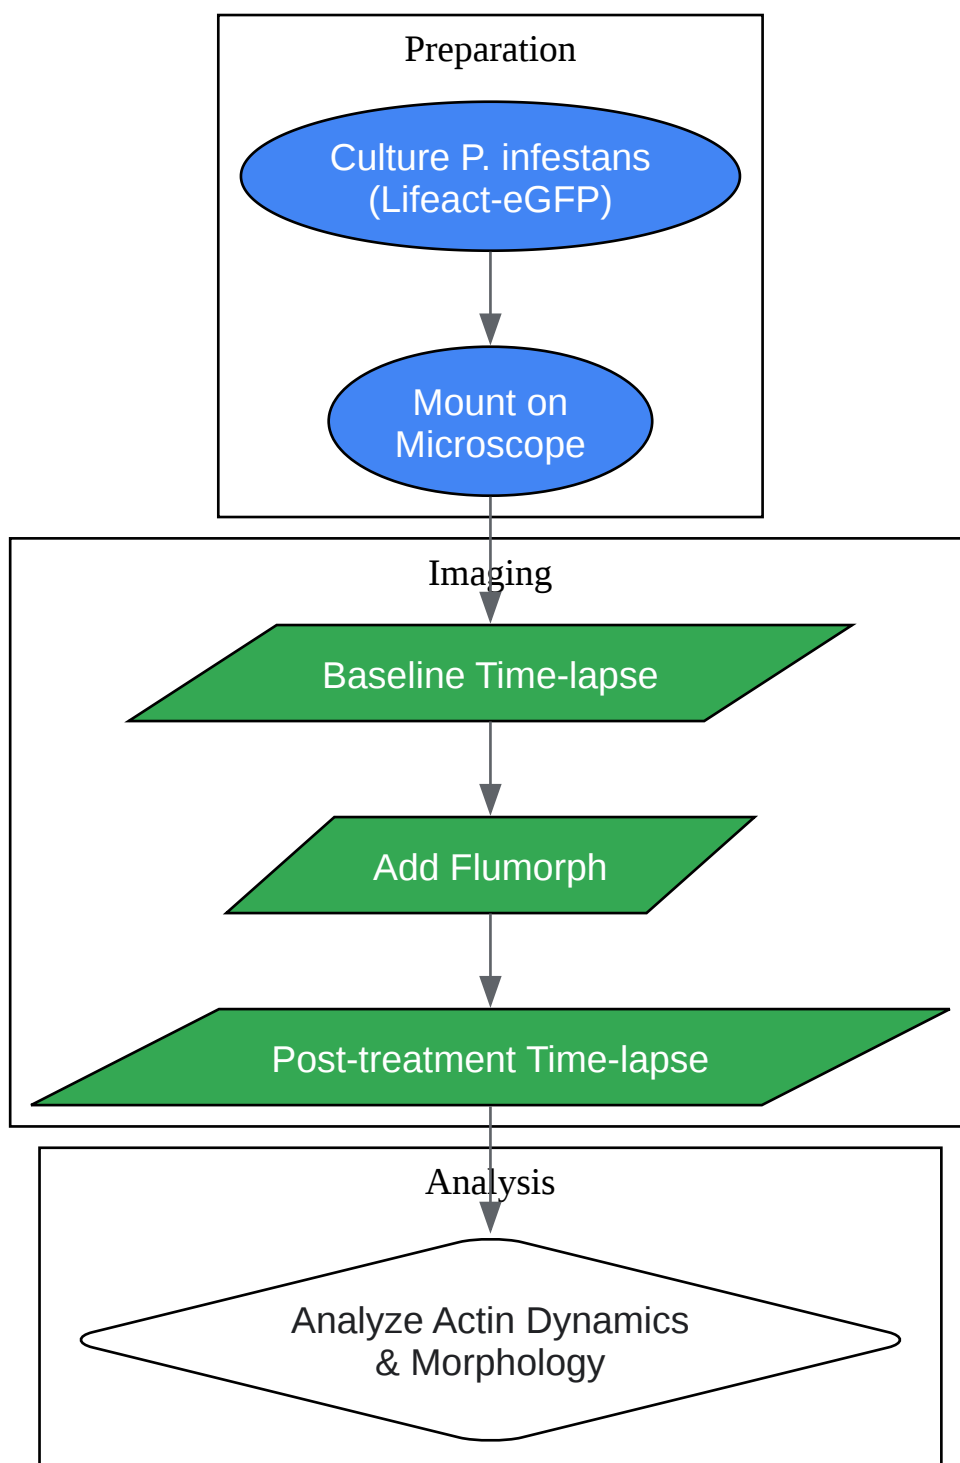 Preparation
Culture P. infestans
(Lifeact-eGFP)
Mount on
Microscope
Imaging
Baseline Time-lapse
Add Flumorph
Post-treatment Time-lapse
Analysis
Analyze Actin Dynamics
& Morphology